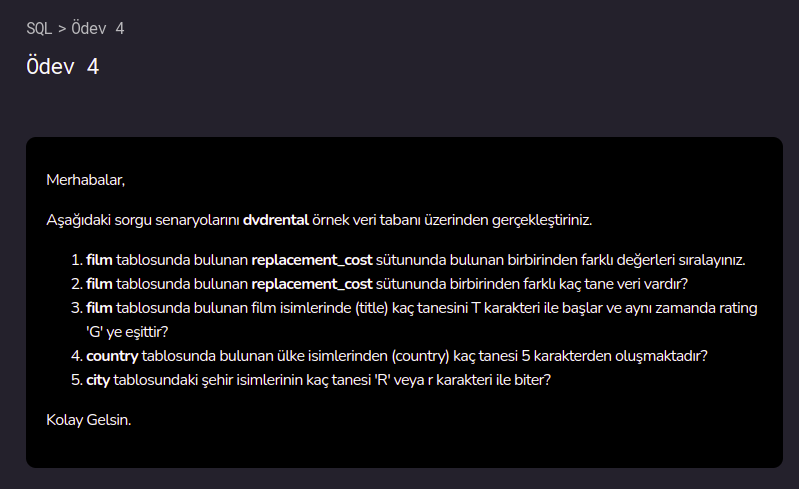 SQL > Ödev 4
Ödev 4
Merhabalar,
Aşağıdaki sorgu senaryolarını dvdrental örnek veri tabanı üzerinden gerçekleştiriniz.
1. film tablosunda bulunan replacement_cost sütununda bulunan birbirinden farklı değerleri sıralayınız.
2. film tablosunda bulunan replacement_cost sütununda birbirinden farklı kaç tane veri vardır?
3. film tablosunda bulunan film isimlerinde (title) kaç tanesini T karakteri ile başlar ve aynı zamanda rating
'G' ye eşittir?
4. country tablosunda bulunan ülke isimlerinden (country) kaç tanesi 5 karakterden oluşmaktadır?
5. city tablosundaki şehir isimlerinin kaç tanesi 'R' veya r karakteri ile biter?
Kolay Gelsin.